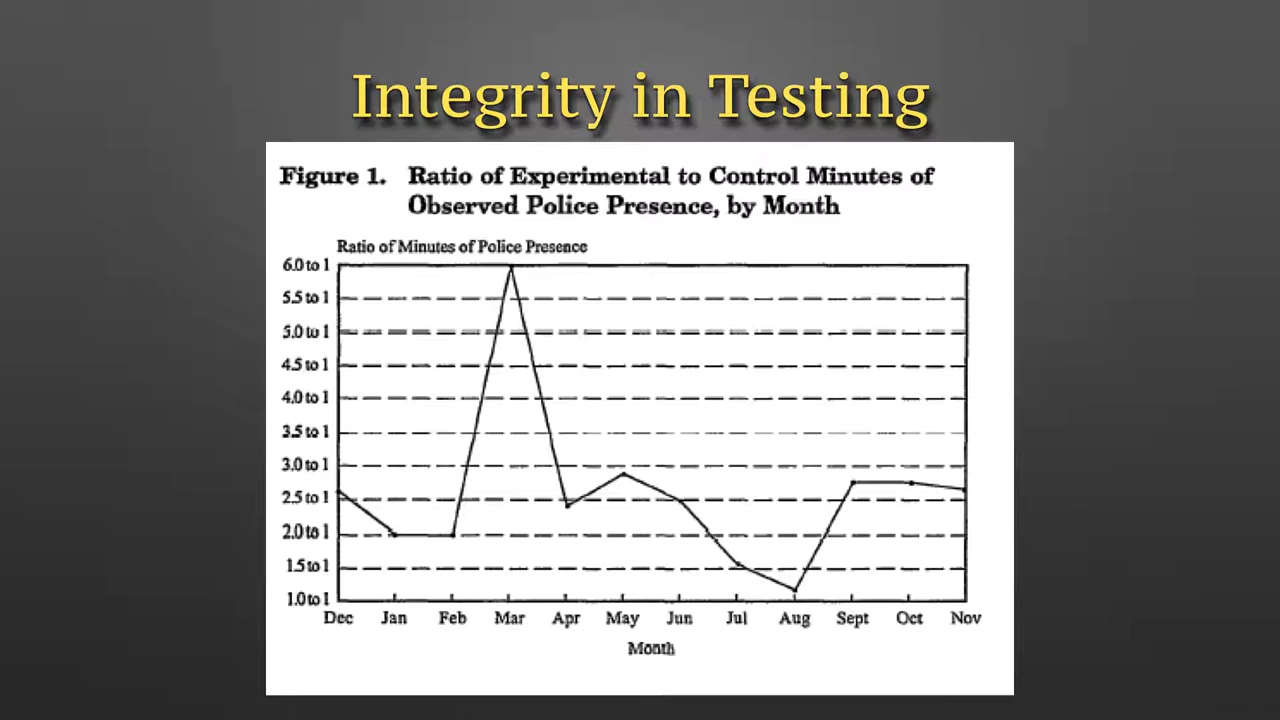 Integrity in Testing
Figure 1. Ratio of Experimental to Control Minutes of
Observed Police Presence, by Month
Ratio of Minutes of Police Presence
6.0 to 1
5.5 to 1
5.0 to 1
4.5 to 1
4.0 to 1
3.5 to 1
3.0 to 1
2.5 to 1
2.0 to 1
1.5 to 1
1.0 to 1
Dec Jan Feb Mar Apr May Jun Jul Aug Sept Oct Nov
Month